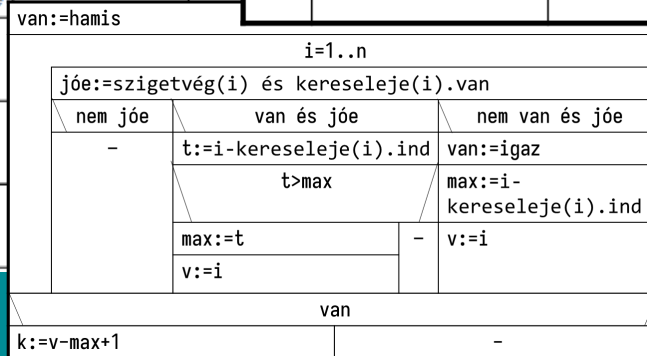 van:=hamis
i=1..n
jóe:=szigetvég(i) és kereseleje(i).van
nem jóe
van és jóe
nem van és jóe
–
t:=i-kereseleje(i).ind
van:=igaz
t>max
max:=i-
kereseleje(i).ind
max:=t
–
v:=i
v:=i
van
k:=v-max+1
–